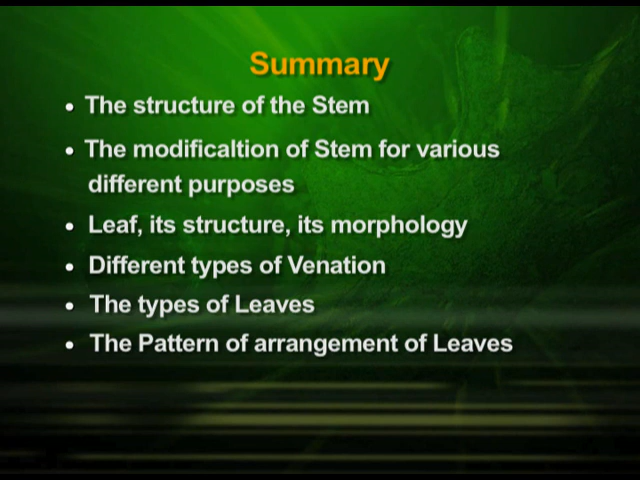 Summary
• The structure of the Stem
• The modificaltion of Stem for various
different purposes
• Leaf, its structure, its morphology
• Different types of Venation
• The types of Leaves
• The Pattern of arrangement of Leaves